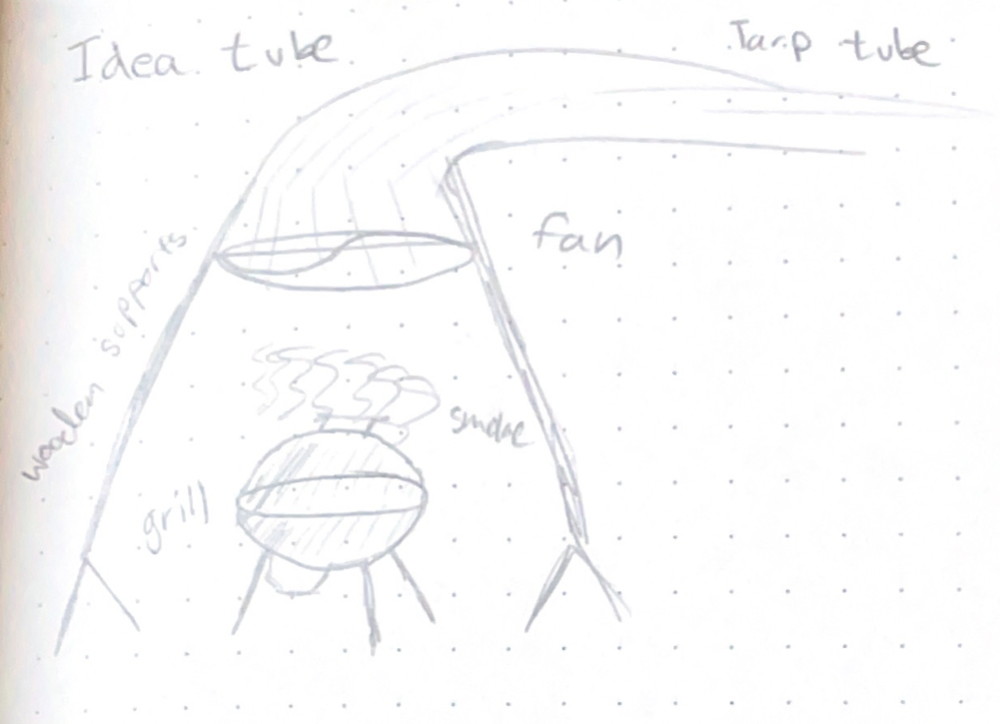 Idea tube
Tarp tube
fan
wooden supports
smoke
grill